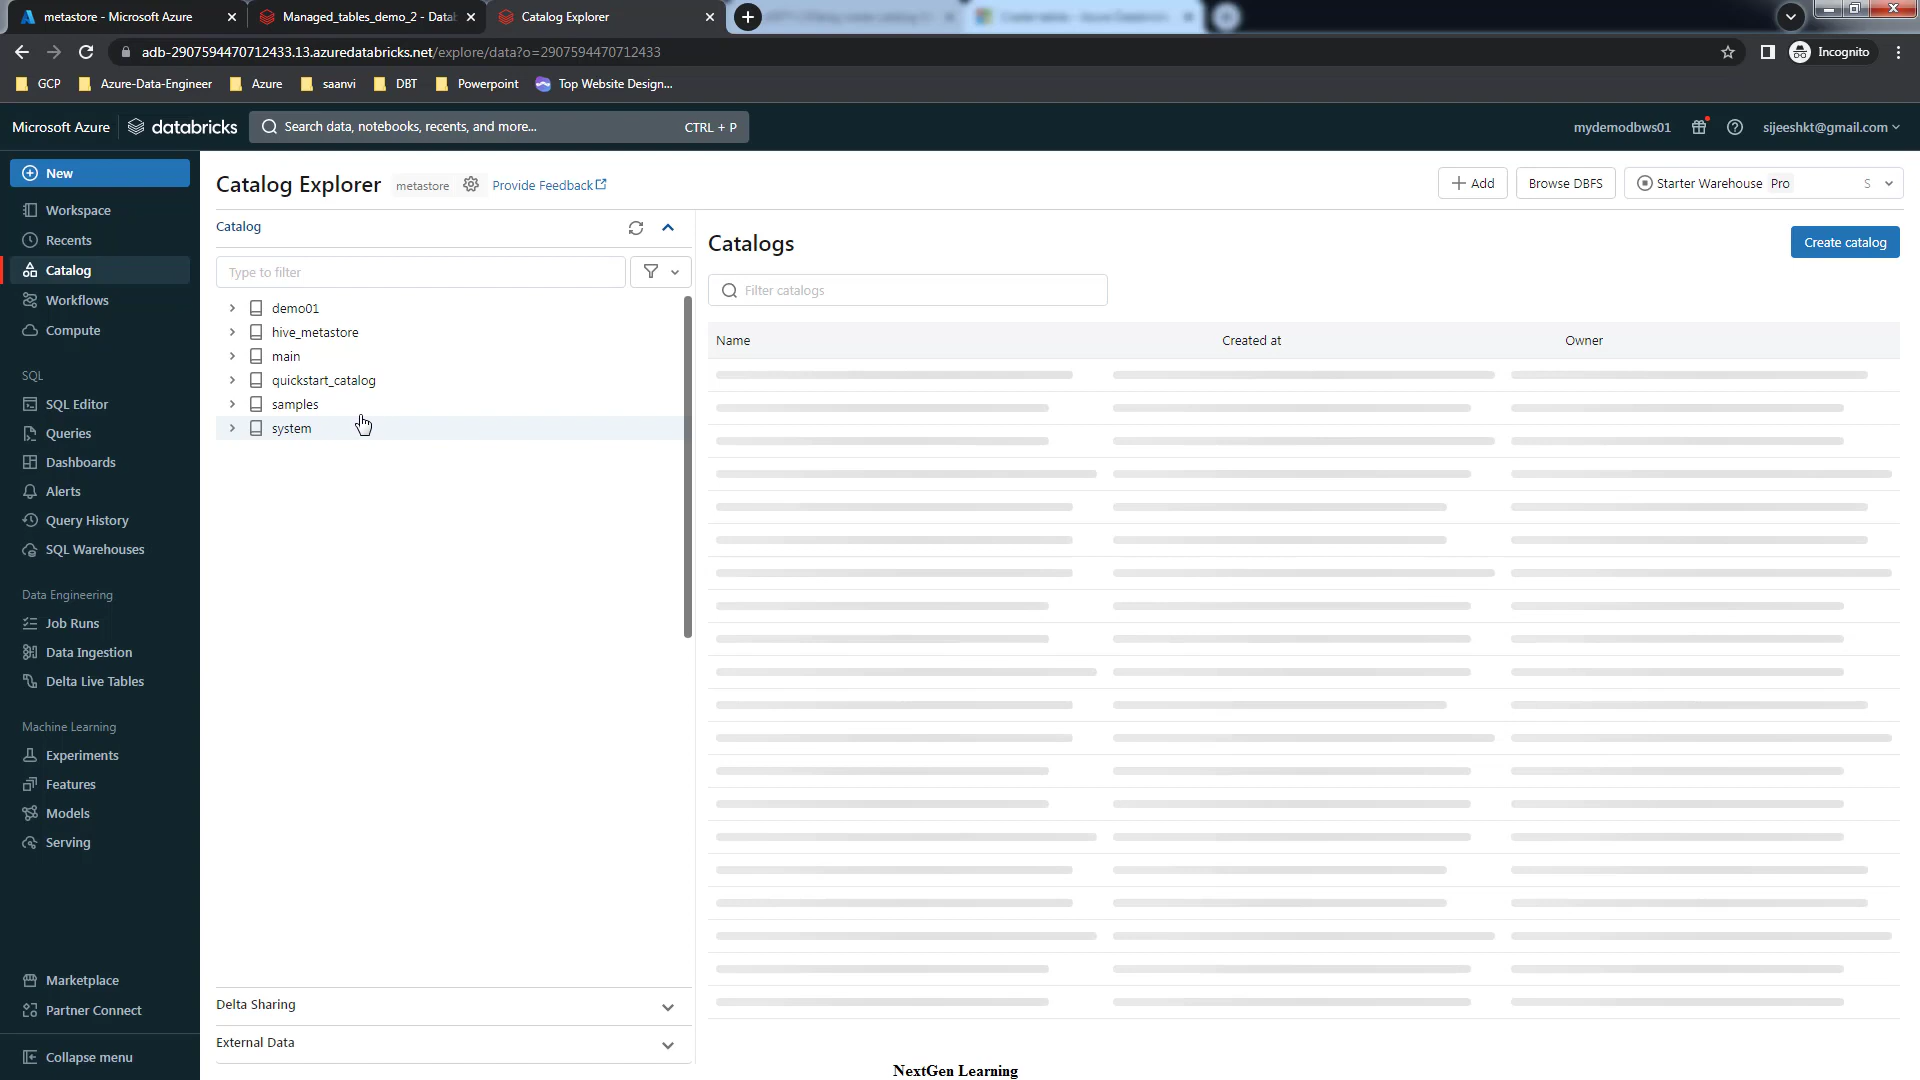 metastore - Microsoft Azure
Managed_tables_demo_2 - Data
Catalog Explorer
adb-2907594470712433.13.azuredatabricks.net/explore/data?o=2907594470712433
Incognito
GCP
Azure-Data-Engineer
Azure
saanvi
DBT
Powerpoint
Top Website Design...
Microsoft Azure
databricks
Search data, notebooks, recents, and more...
CTRL + P
mydemodbws01
sijeeshkt@gmail.com
New
Workspace
Recents
Catalog
Workflows
Compute
SQL
SQL Editor
Queries
Dashboards
Alerts
Query History
SQL Warehouses
Data Engineering
Job Runs
Data Ingestion
Delta Live Tables
Machine Learning
Experiments
Features
Models
Serving
Marketplace
Partner Connect
Collapse menu
Catalog Explorer
metastore
Provide Feedback
Add
Browse DBFS
Starter Warehouse Pro S
Catalog
Type to filter
demo01
hive_metastore
main
quickstart_catalog
samples
system
Delta Sharing
External Data
Catalogs
Create catalog
Filter catalogs
Name Created at Owner
NextGen Learning